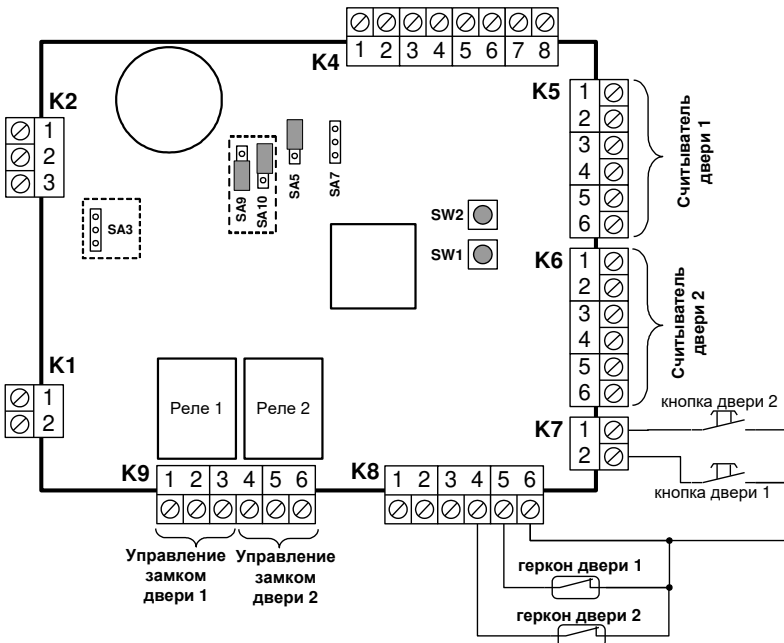 1 2 3 4 5 6 7 8
K4
K2
1
2
3
K5
1
2
3
4
5
6
Считыватель
двери 1
SA9
SA10
SA5
SA7
SA3
SW2
SW1
K6
1
2
3
4
5
6
Считыватель
двери 2
K1
1
2
Реле 1
Реле 2
K7
1
2
кнопка двери 2
кнопка двери 1
K9
1 2 3 4 5 6
K8
1 2 3 4 5 6
Управление
замком
двери 1
Управление
замком
двери 2
геркон двери 1
геркон двери 2